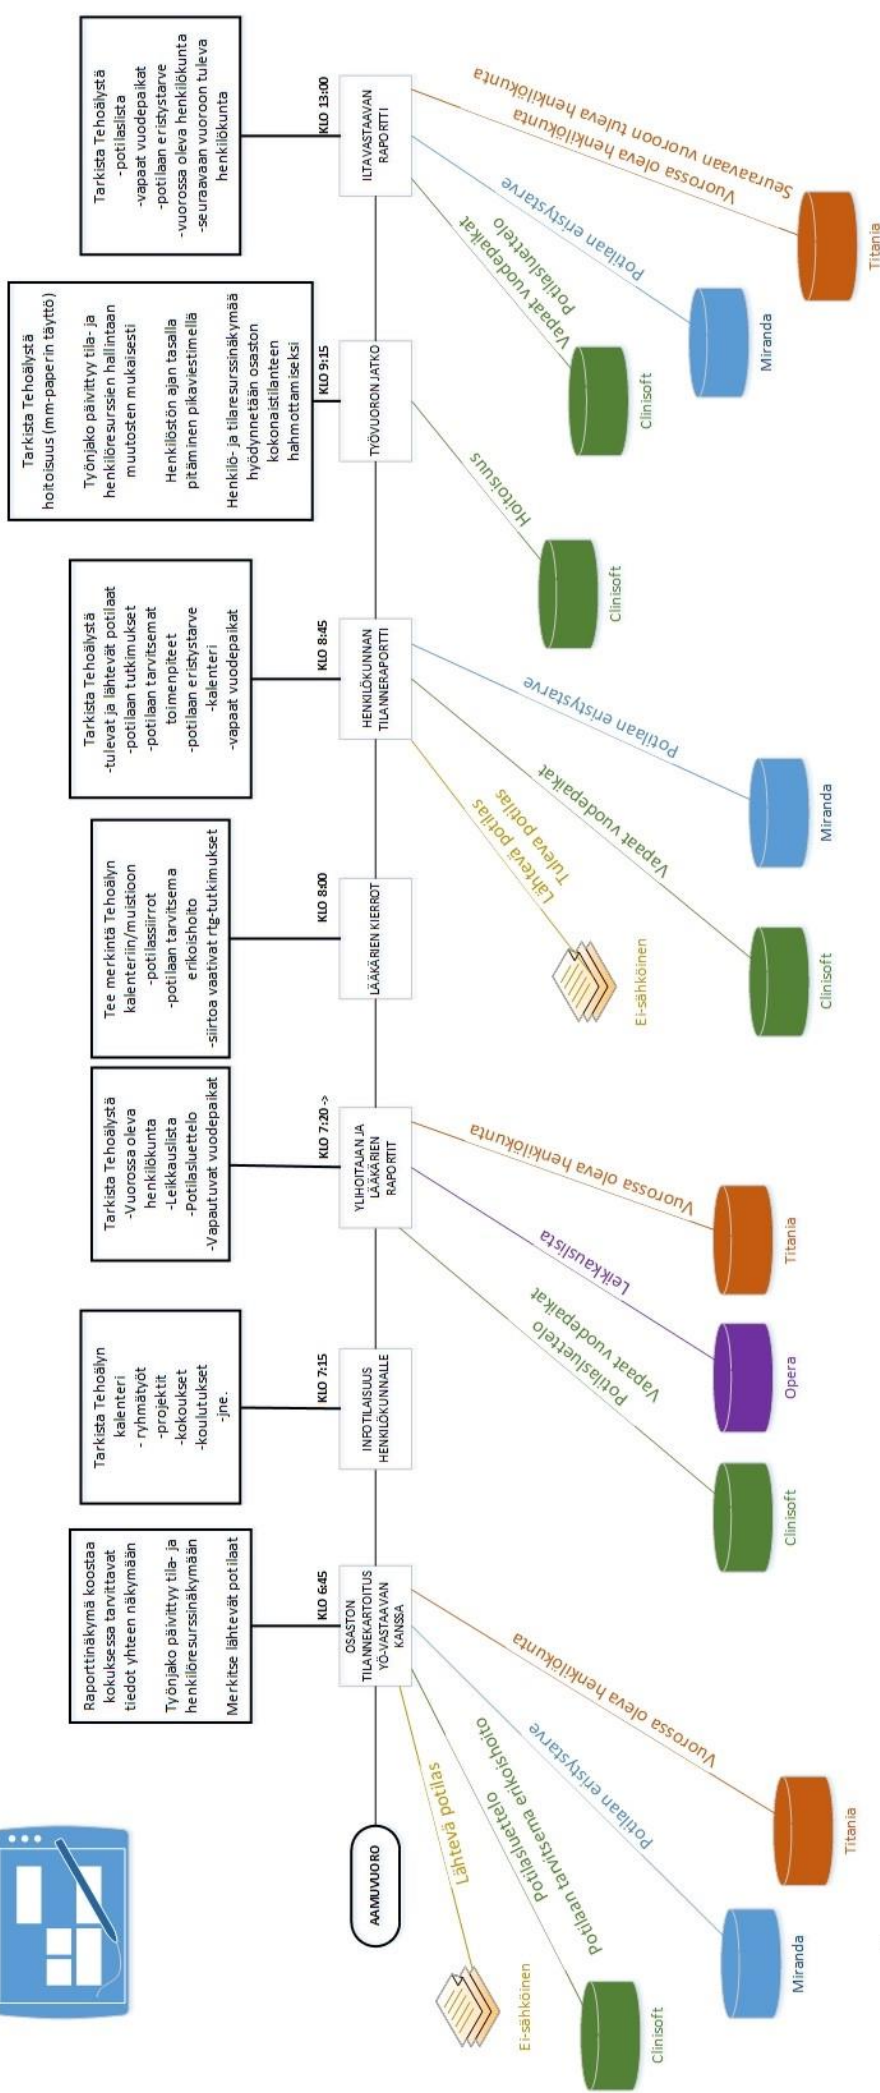 Raporttinäkymä koostaa
kokuksessa tarvittavat
tiedot yhteen näkymään
Työnjako päivittyy tila- ja
henkilöresurssinäkymään
Merkitse lähtevät potilaat
Tarkista Tehoälyn
kalenteri
- ryhmätyöt
-projektit
-kokoukset
-koulutukset
-jne.
Tarkista Tehoälystä
-Vuorossa oleva
henkilökunta
-Leikkauslista
-Potilasluettelo
-Vapautuvat vuodepaikat
Tee merkintä Tehoälyn
kalenteriin/muistioon
-potilassiirrot
-potilaan tarvitsema
erikoishoito
-siirtoa vaativat rtg-tutkimukset
Tarkista Tehoälystä
-tulevat ja lähtevät potilaat
-potilaan tutkimukset
-potilaan tarvitsemat
toimenpiteet
-potilaan eristystarve
-kalenteri
-vapaat vuodepaikat
Tarkista Tehoälystä
hoitoisuus (mm-paperin täyttö)
Työnjako päivittyy tila- ja
henkilöresurssien hallintaan
muutosten mukaisesti
Henkilöstön ajan tasalla
pitäminen pikaviestimellä
Henkilö- ja tilaresurssinäkymää
hyödynnetään osaston
kokonaistilanteen
hahmottamiseksi
Tarkista Tehoälystä
-potilaslista
-vapaat vuodepaikat
-potilaan eristystarve
-vuorossa oleva henkilökunta
-seuraavaan vuoroon tuleva
henkilökunta
KLO 6:45
KLO 7:15
KLO 7:20 ->
KLO 8:00
KLO 8:45
KLO 9:15
KLO 13:00
AAMUVUORO
OSASTON
TILANNEKARTOITUS
YÖ-VASTAAVAN
KANSSA
INFOTILAISUUS
HENKILÖKUNNALLE
YLIHOITAJAN JA
LÄÄKÄRIEN
RAPORTIT
LÄÄKÄRIEN KIERROT
HENKILÖKUNNAN
TILANNERAPORTTI
TYÖVUORON JATKO
ILTAVASTAAVAN
RAPORTTI
Lähtevä potilas
Potilasluettelo
Potilaan tarvitsema erikoishoito
Potilaan eristystarve
Vuorossa oleva henkilökunta
Ei-sähköinen
Clinisoft
Miranda
Titania
Potilasluettelo
Vapaat vuodepaikat
Leikkauslista
Vuorossa oleva henkilökunta
Clinisoft
Opera
Titania
Lähtevä potilas
Tuleva potilas
Vapaat vuodepaikat
Potilaan eristystarve
Ei-sähköinen
Clinisoft
Miranda
Hoitoisuus
Clinisoft
Vapaat vuodepaikat
Potilasluettelo
Potilaan eristystarve
Vuorossa oleva henkilökunta
Seuraavaan vuoroon tuleva henkilökunta
Clinisoft
Miranda
Titania